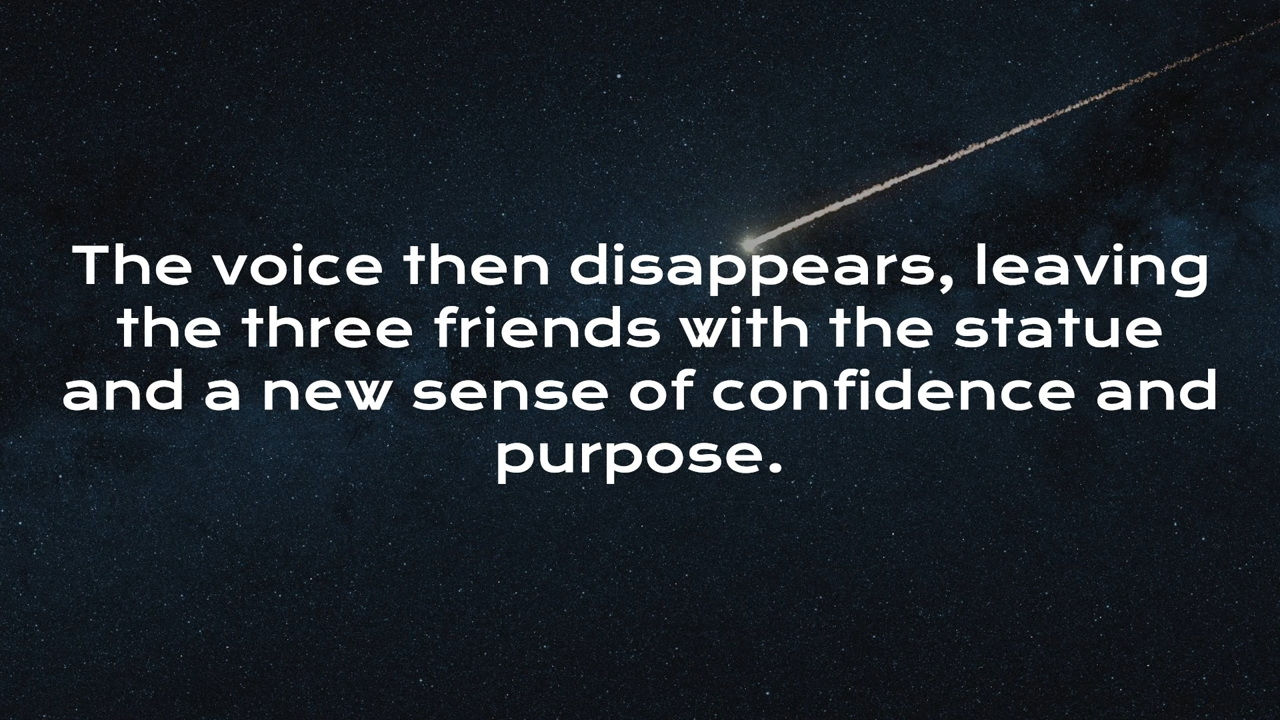 The voice then disappears, leaving
the three friends with the statue
and a new sense of confidence and
purpose.